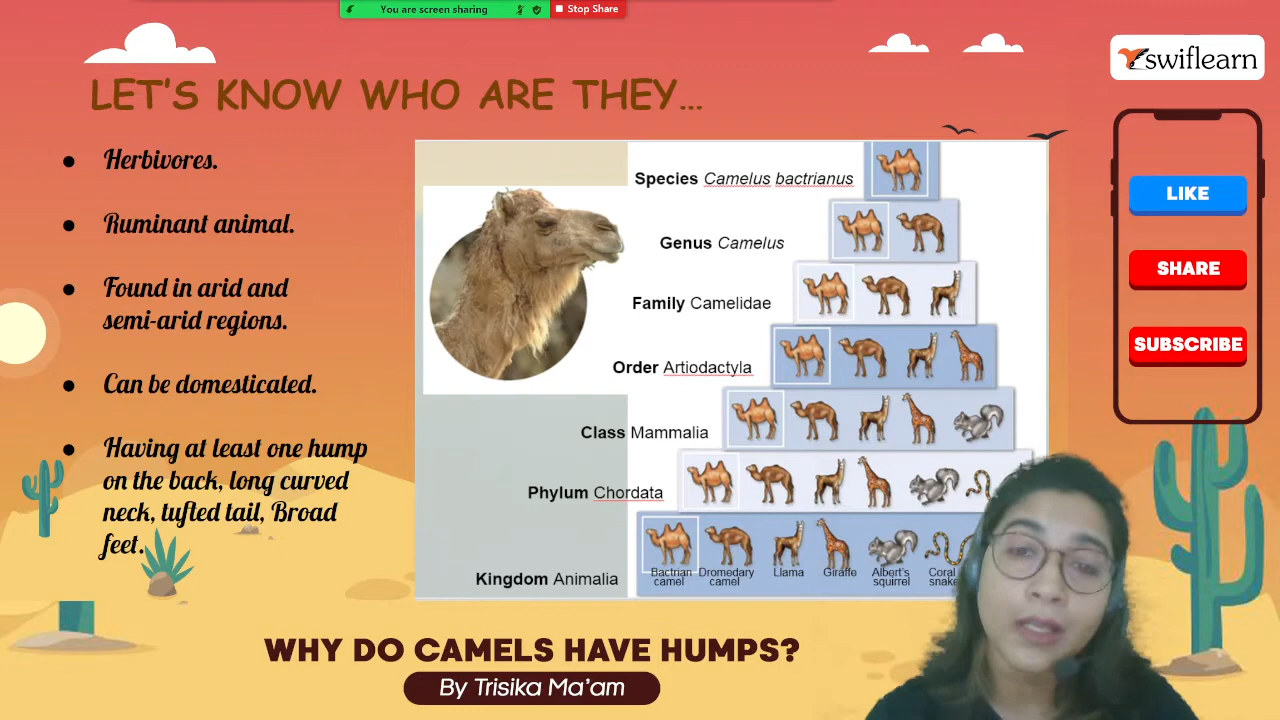 You are screen sharing
Stop Share
swiflearn
LET'S KNOW WHO ARE THEY...
Herbivores.
Ruminant animal.
Found in arid and
semi-arid regions.
Can be domesticated.
Having at least one hump
on the back, long curved
neck, tufted tail, Broad
feet.
Species Camelus bactrianus
Genus Camelus
Family Camelidae
Order Artiodactyla
Class Mammalia
Phylum Chordata
Kingdom Animalia
Bactrian
camel
Dromedary
camel
Llama
Giraffe
Albert's
squirrel
Coral
snake
LIKE
SHARE
SUBSCRIBE
WHY DO CAMELS HAVE HUMPS?
By Trisika Ma'am